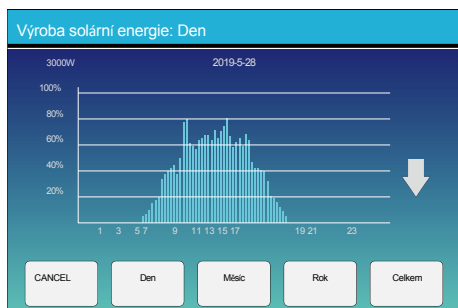 Výroba solární energie: Den
3000W 2019-5-28
100%
80%
60%
40%
20%
1 3 5 7 9 11 13 15 17 19 21 23
CANCEL Den Měsíc Rok Celkem